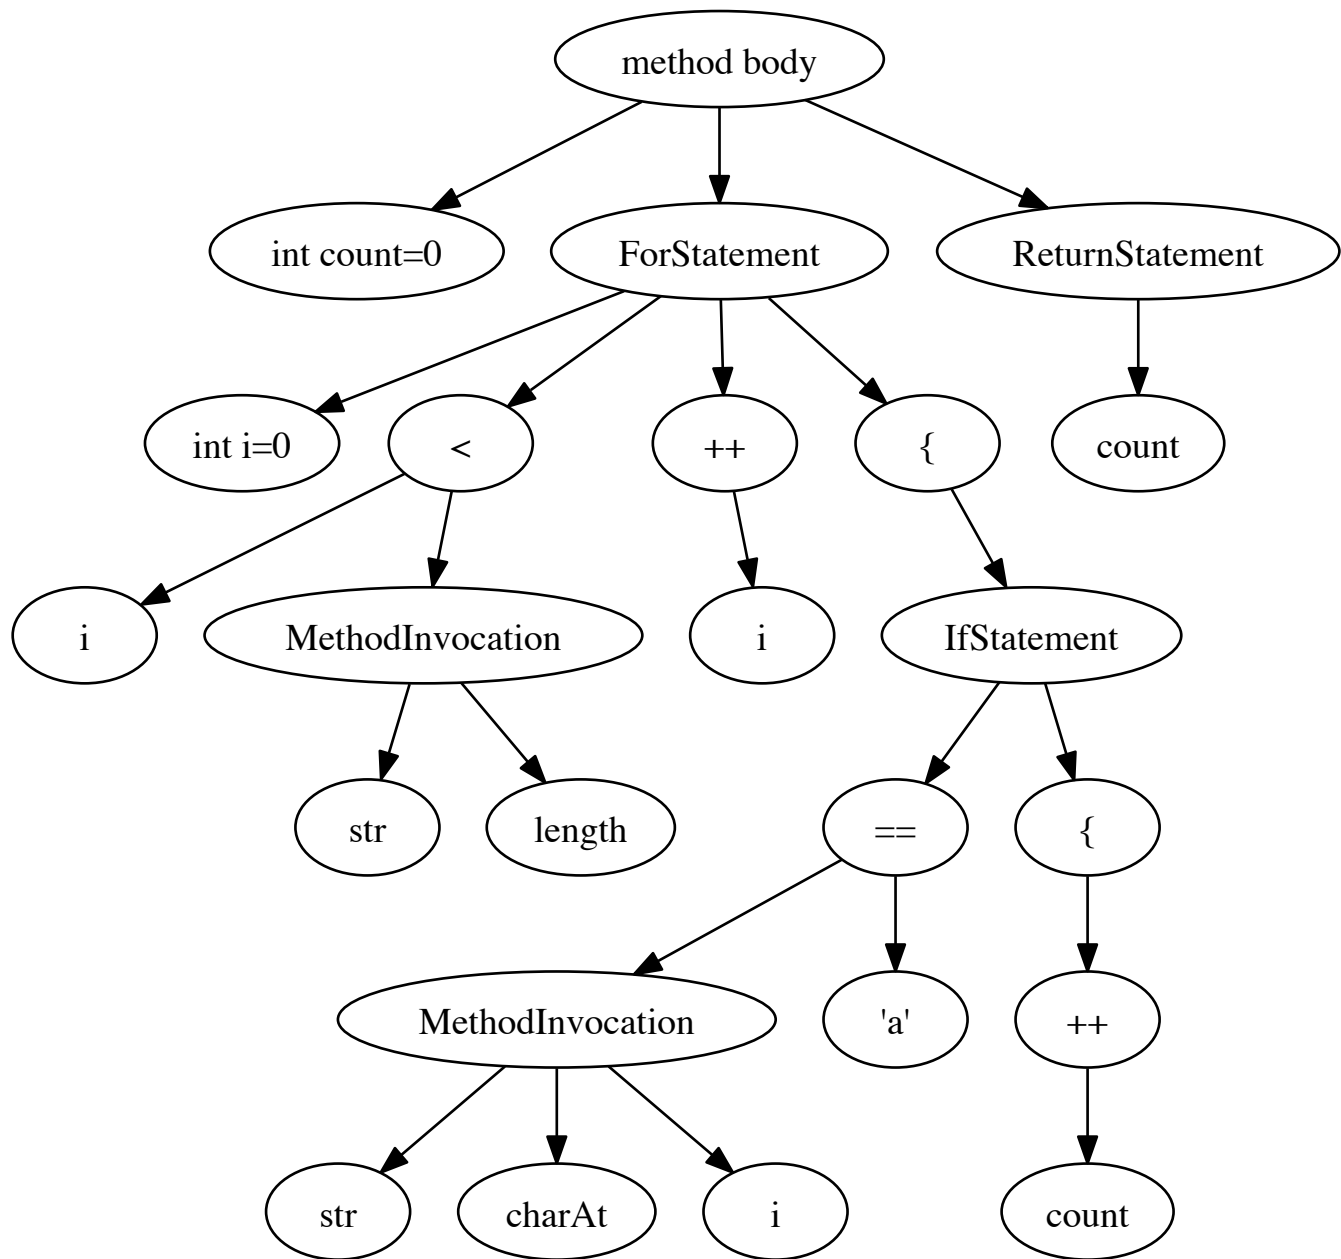 method body
int count=0
ForStatement
ReturnStatement
int i=0
<
++
{
count
i
MethodInvocation
i
IfStatement
str
length
==
{
MethodInvocation
'a'
++
str
charAt
i
count